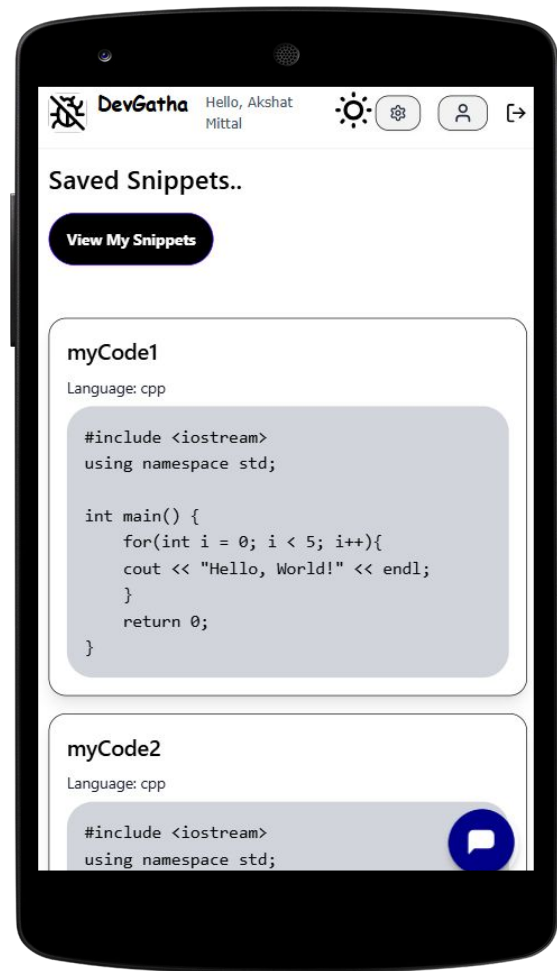 DevGatha
Hello, Akshat
Mittal
Saved Snippets..
View My Snippets
myCode1
Language: cpp
#include <iostream>
using namespace std;
int main() {
    for(int i = 0; i < 5; i++){
    cout << "Hello, World!" << endl;
    }
    return 0;
}
myCode2
Language: cpp
#include <iostream>
using namespace std;